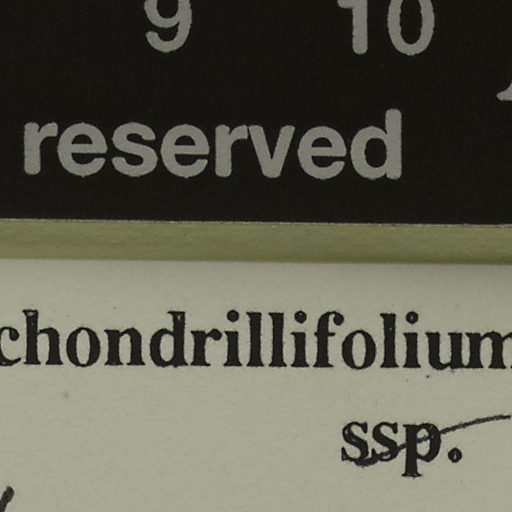 9 10
reserved
chondrillifolium
ssp.